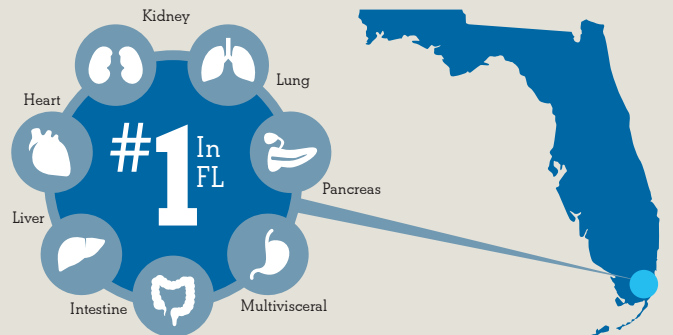 Kidney
Lung
Heart
#1 In
FL
Pancreas
Liver
Intestine
Multivisceral